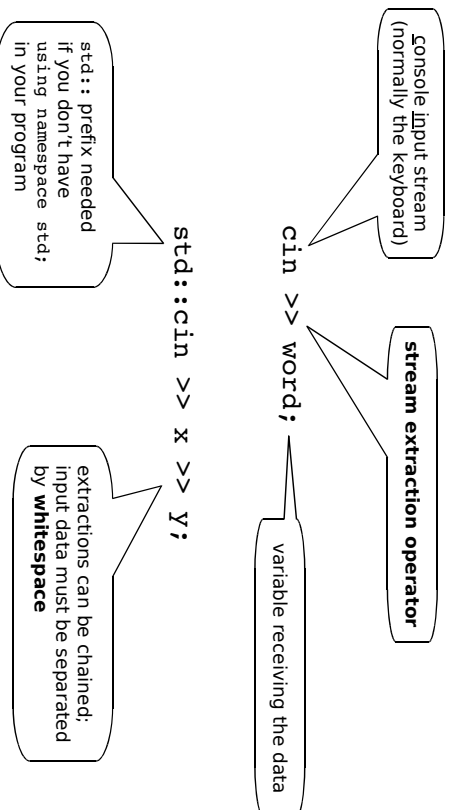 console input stream
(normally the keyboard)
stream extraction operator
cin >> word;
variable receiving the data
std::cin >> x >> y;
std:: prefix needed
if you don't have
using namespace std;
in your program
extractions can be chained;
input data must be separated
by whitespace